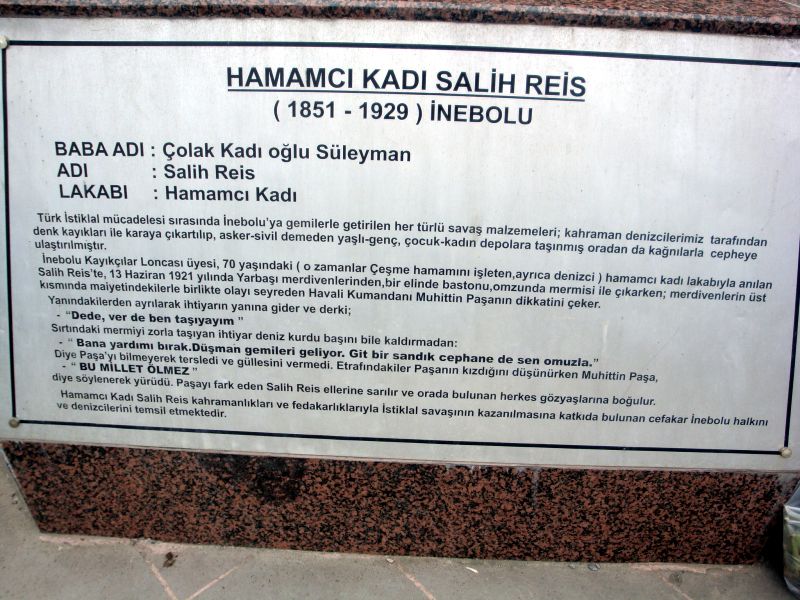 HAMAMCI KADI SALİH REİS
( 1851 - 1929 ) İNEBOLU
BABA ADI : Çolak Kadı oğlu Süleyman
ADI : Salih Reis
LAKABI : Hamamcı Kadı
Türk İstiklal mücadelesi sırasında İnebolu'ya gemilerle getirilen her türlü savaş malzemeleri; kahraman denizcilerimiz tarafından
denk kayıkları ile karaya çıkartılıp, asker-sivil demeden yaşlı-genç, çocuk-kadın depolara taşınmış oradan da kağnılarla cepheye
ulaştırılmıştır.
İnebolu Kayıkçılar Loncası üyesi, 70 yaşındaki ( o zamanlar Çeşme hamamını işleten,ayrıca denizci ) hamamcı kadı lakabıyla anılan
Salih Reis'te, 13 Haziran 1921 yılında Yarbaşı merdivenlerinden,bir elinde bastonu,omzunda mermisi ile çıkarken; merdivenlerin üst
kısmında maiyetindekilerle birlikte olayı seyreden Havali Kumandanı Muhittin Paşanın dikkatini çeker.
Yanındakilerden ayrılarak ihtiyarın yanına gider ve derki;
- "Dede, ver de ben taşıyayım "
Sırtındaki mermiyi zorla taşıyan ihtiyar deniz kurdu başını bile kaldırmadan:
- " Bana yardımı bırak.Düşman gemileri geliyor. Git bir sandık cephane de sen omuzla."
Diye Paşa'yı bilmeyerek tersledi ve güllesini vermedi. Etrafındakiler Paşanın kızdığını düşünürken Muhittin Paşa,
- " BU MİLLET ÖLMEZ "
diye söylenerek yürüdü. Paşayı fark eden Salih Reis ellerine sarılır ve orada bulunan herkes gözyaşlarına boğulur.
Hamamcı Kadı Salih Reis kahramanlıkları ve fedakarlıklarıyla İstiklal savaşının kazanılmasına katkıda bulunan cefakar İnebolu halkını
ve denizcilerini temsil etmektedir.